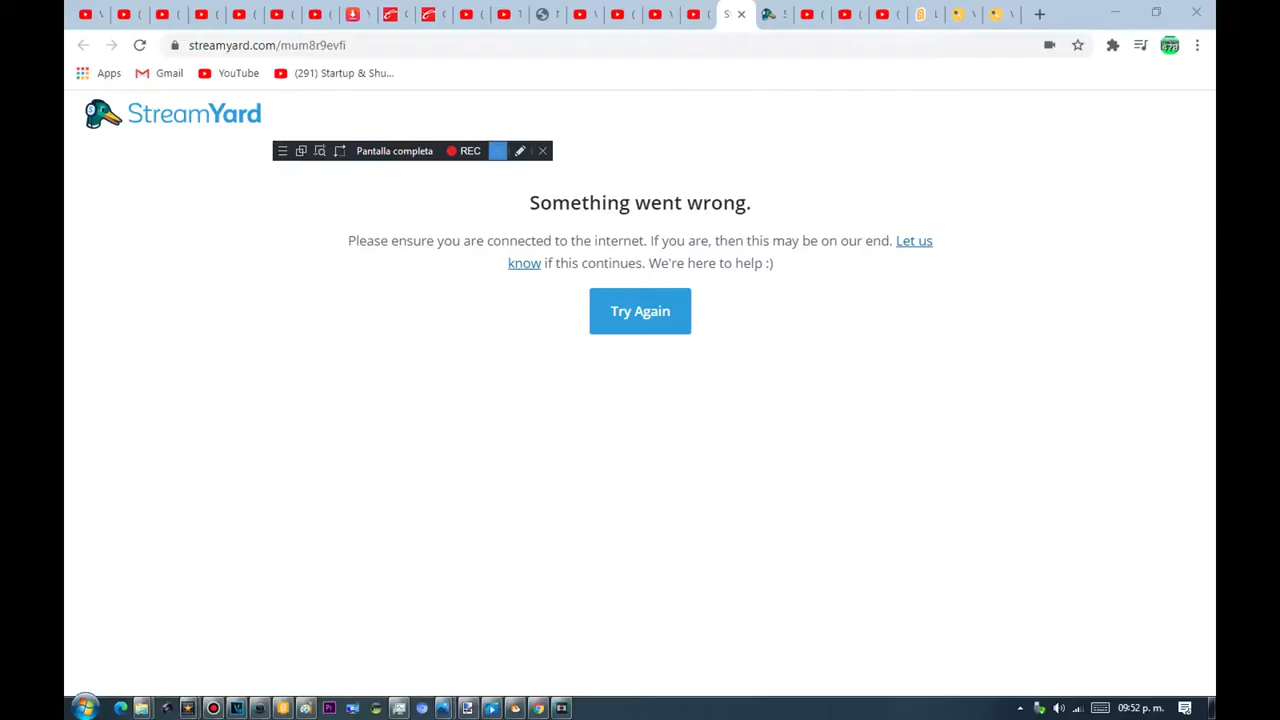 streamyard.com/mum8r9evfi
Apps Gmail YouTube (291) Startup & Shu...
StreamYard
Pantalla completa REC
Something went wrong.
Please ensure you are connected to the internet. If you are, then this may be on our end. Let us
know if this continues. We're here to help :)
Try Again
09:52 p. m.